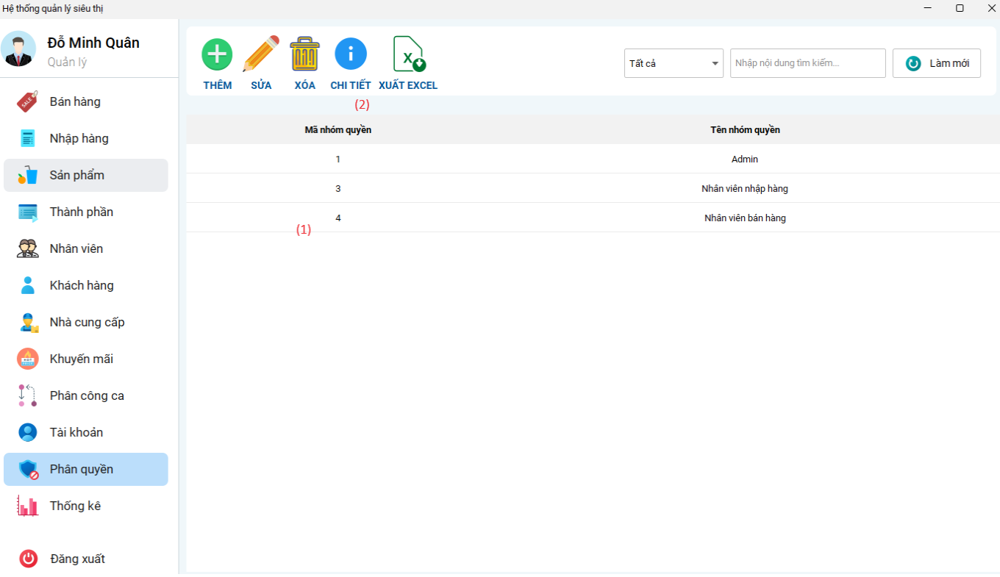 Hệ thống quản lý siêu thị
Đỗ Minh Quân
Quản lý
Bán hàng
Nhập hàng
Sản phẩm
Thành phần
Nhân viên
Khách hàng
Nhà cung cấp
Khuyến mãi
Phân công ca
Tài khoản
Phân quyền
Thống kê
Đăng xuất
THÊM SỬA XÓA CHI TIẾT XUẤT EXCEL
Tất cả Nhập nội dung tìm kiếm... Làm mới
(2)
Mã nhóm quyền Tên nhóm quyền
1 Admin
3 Nhân viên nhập hàng
4 Nhân viên bán hàng
(1)